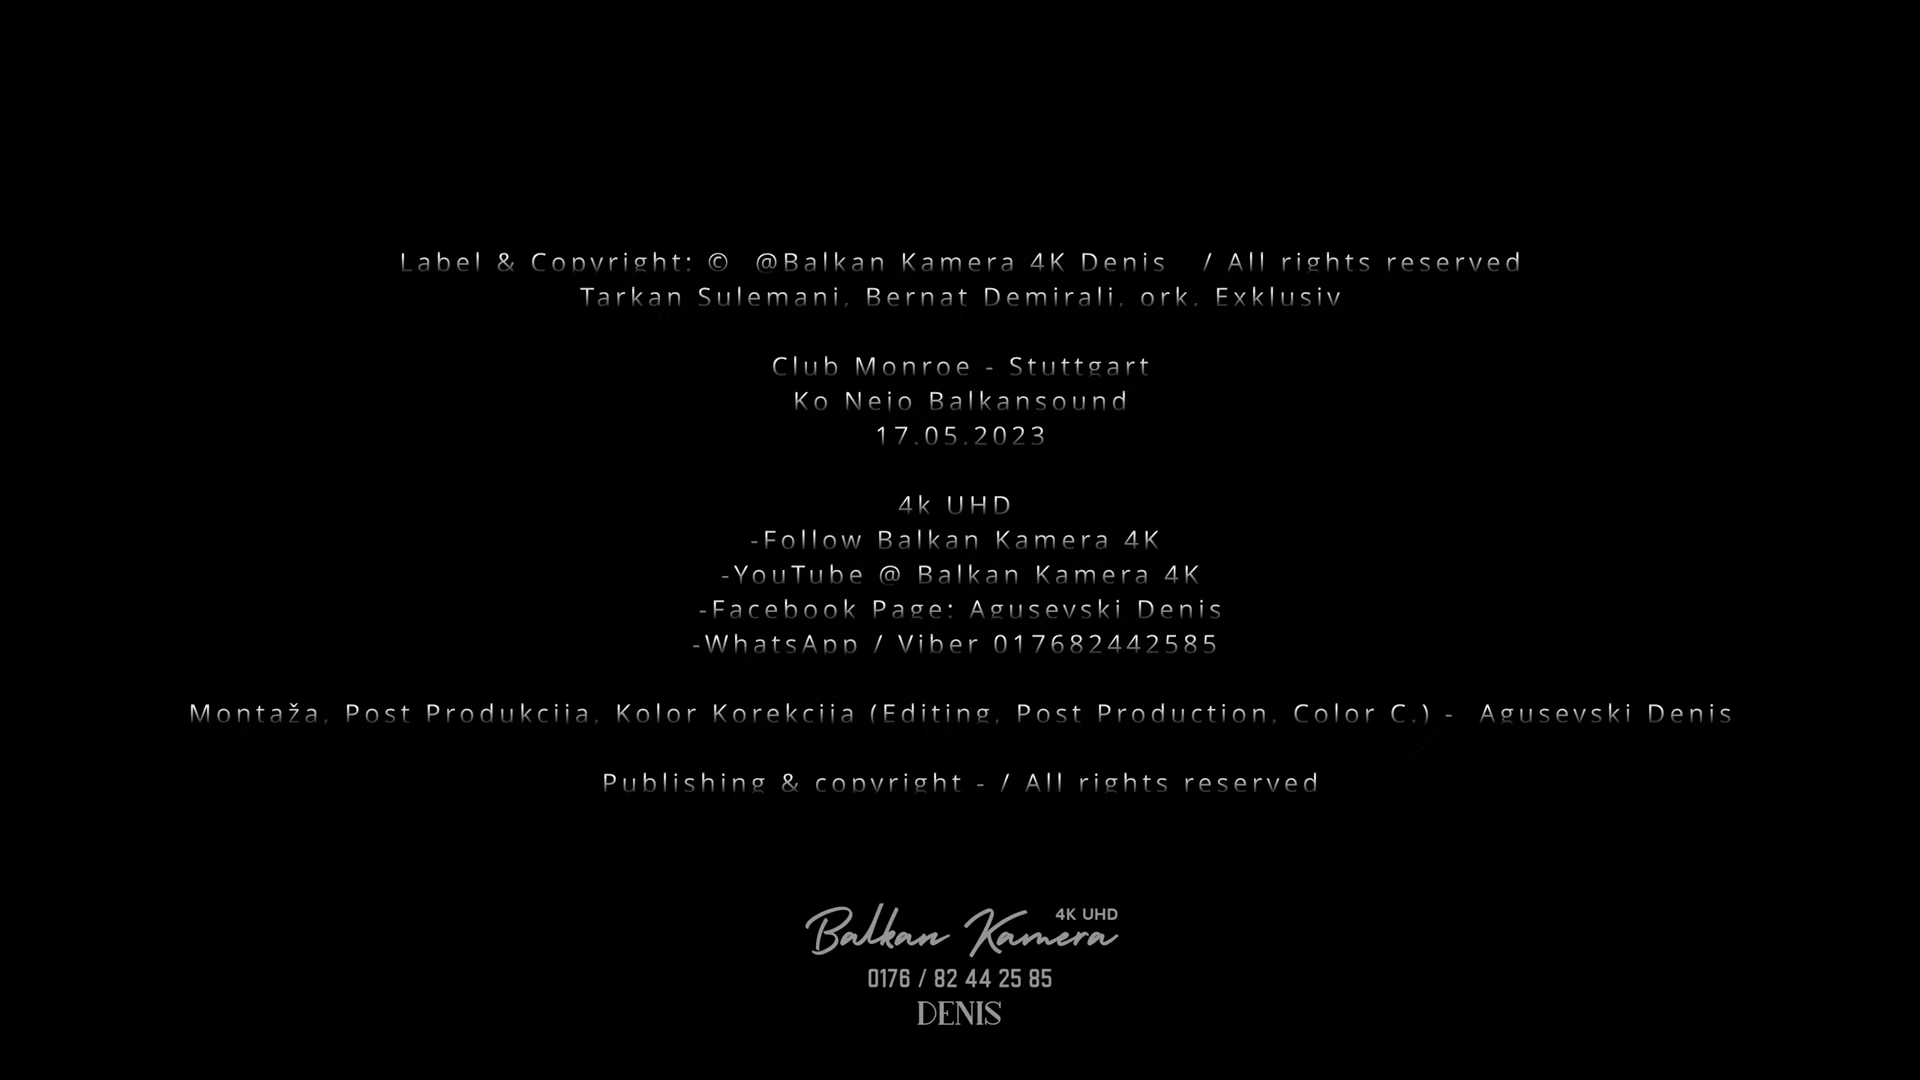 Label & Copyright: © @Balkan Kamera 4K Denis / All rights reserved
Tarkan Sulemani, Bernat Demirali, ork. Exklusiv
Club Monroe - Stuttgart
Ko Nejo Balkansound
17.05.2023
4k UHD
-Follow Balkan Kamera 4K
-YouTube @ Balkan Kamera 4K
-Facebook Page: Agusevski Denis
-WhatsApp / Viber 017682442585
Montaža, Post Produkcija, Kolor Korekcija (Editing, Post Production, Color C.) - Agusevski Denis
Publishing & copyright - / All rights reserved
Balkan Kamera 4K UHD
0176 / 82 44 25 85
DENIS